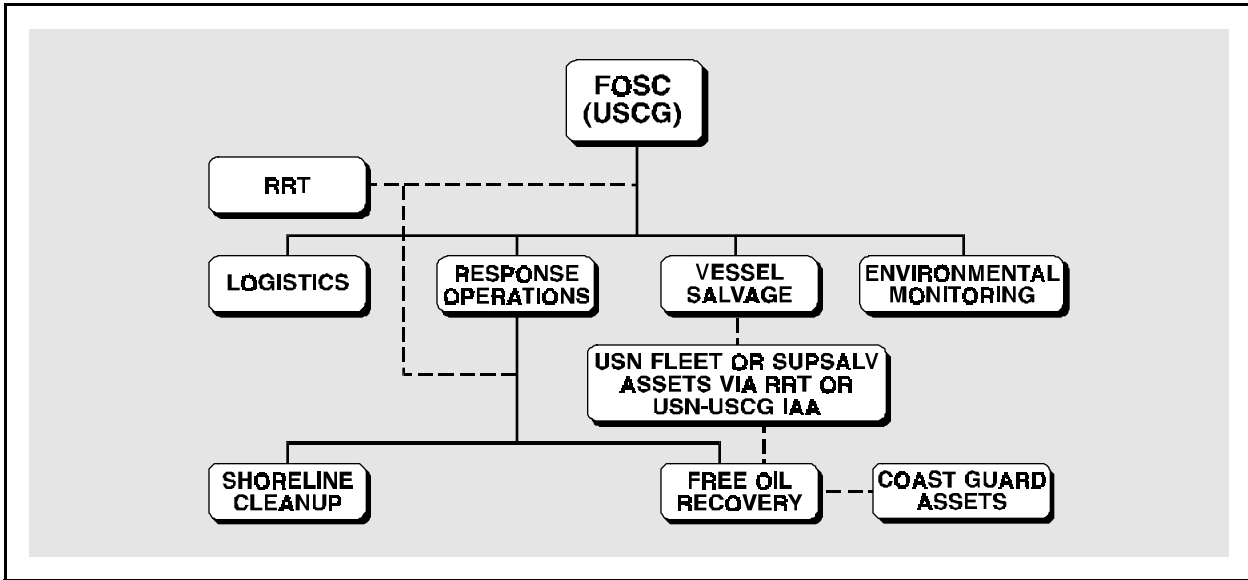 FOSC
(USCG)
RRT
LOGISTICS
RESPONSE
OPERATIONS
VESSEL
SALVAGE
ENVIRONMENTAL
MONITORING
USN FLEET OR SUPSALV
ASSETS VIA RRT OR
USN-USCG IAA
SHORELINE
CLEANUP
FREE OIL
RECOVERY
COAST GUARD
ASSETS